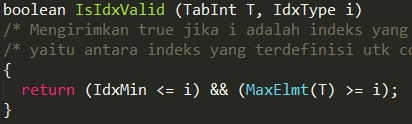 boolean IsIdxValid (TabInt T, IdxType i)
/* Mengirimkan true jika i adalah indeks yang
/* yaitu antara indeks yang terdefinisi utk
{
  return (IdxMin <= i) && (MaxElmt(T) >= i);
}